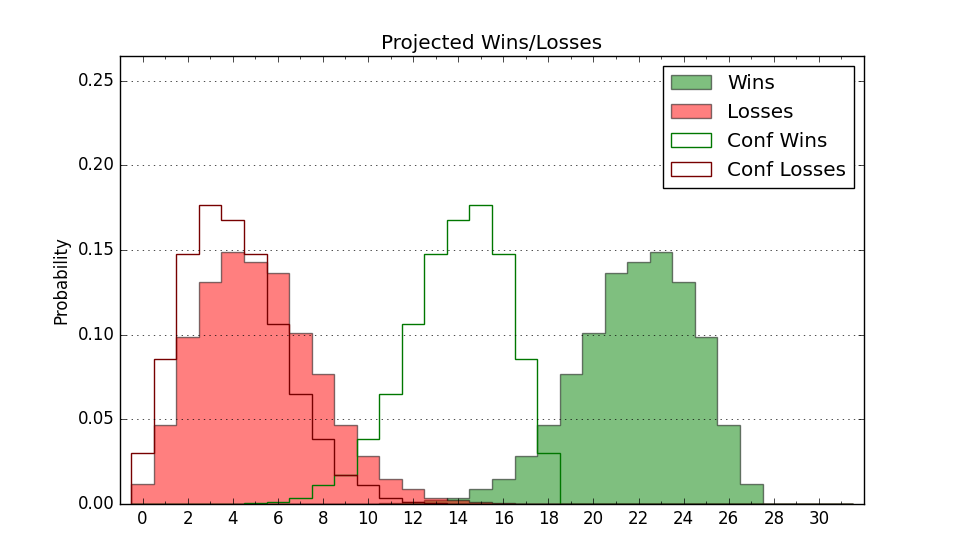 Projected Wins/Losses
0.25
0.20
0.15
0.10
0.05
0.00
Probability
Wins
Losses
Conf Wins
Conf Losses
0 2 4 6 8 10 12 14 16 18 20 22 24 26 28 30